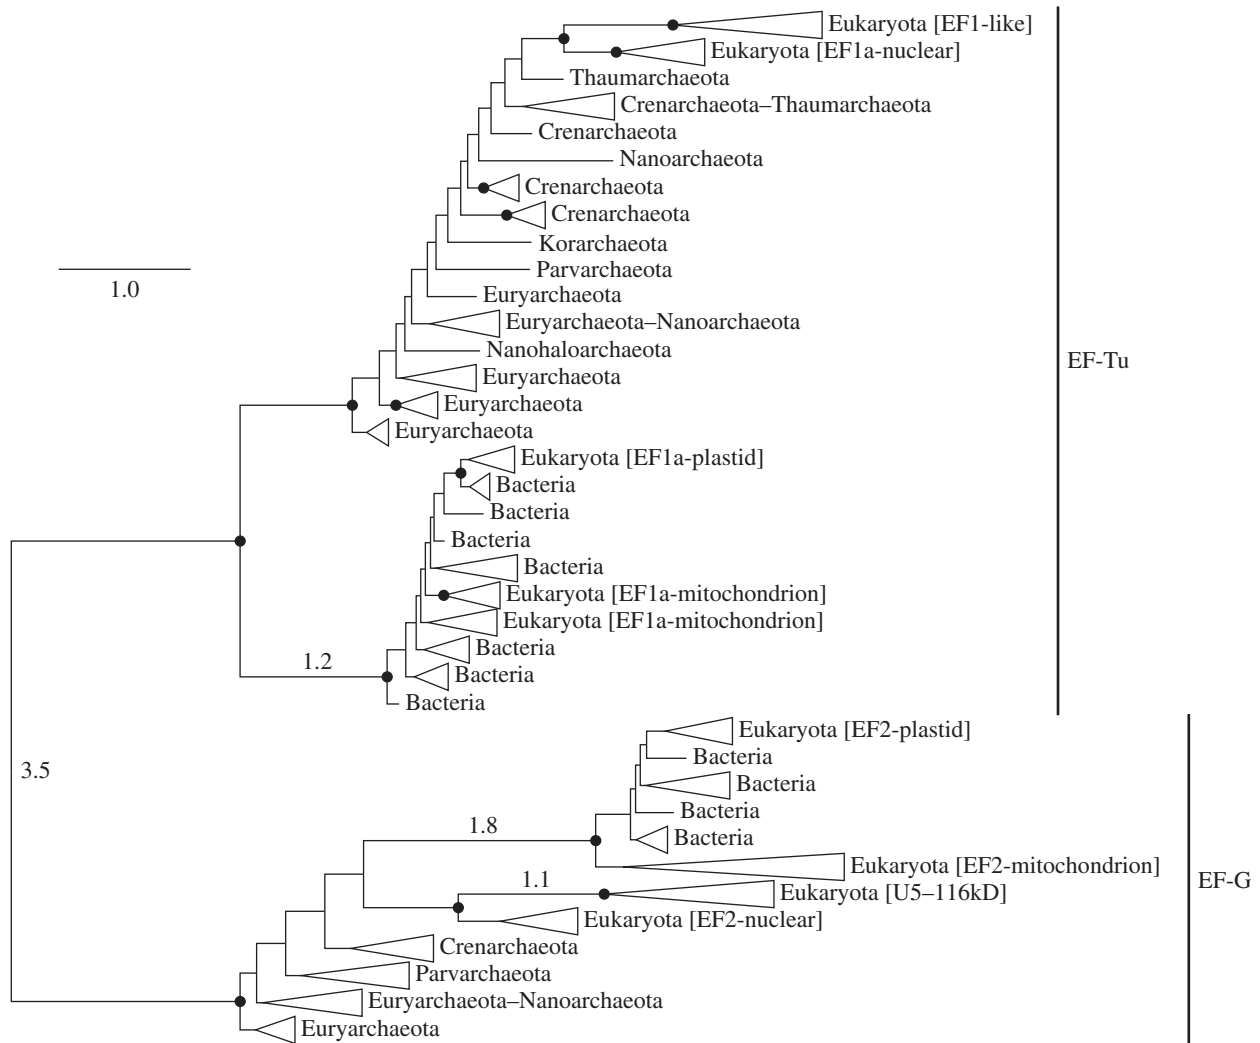 Eukaryota [EF1-like]
Eukaryota [EF1a-nuclear]
Thaumarchaeota
Crenarchaeota–Thaumarchaeota
Crenarchaeota
Nanoarchaeota
Crenarchaeota
Crenarchaeota
Korarchaeota
Parvarchaeota
1.0
Euryarchaeota
Euryarchaeota–Nanoarchaeota
Nanohaloarchaeota
EF-Tu
Euryarchaeota
Euryarchaeota
Euryarchaeota
Eukaryota [EF1a-plastid]
Bacteria
Bacteria
Bacteria
Bacteria
Eukaryota [EF1a-mitochondrion]
Eukaryota [EF1a-mitochondrion]
Bacteria
1.2
Bacteria
Bacteria
Eukaryota [EF2-plastid]
Bacteria
3.5
Bacteria
Bacteria
1.8
Bacteria
Eukaryota [EF2-mitochondrion]
1.1
EF-G
Eukaryota [U5–116kD]
Eukaryota [EF2-nuclear]
Crenarchaeota
Parvarchaeota
Euryarchaeota–Nanoarchaeota
Euryarchaeota